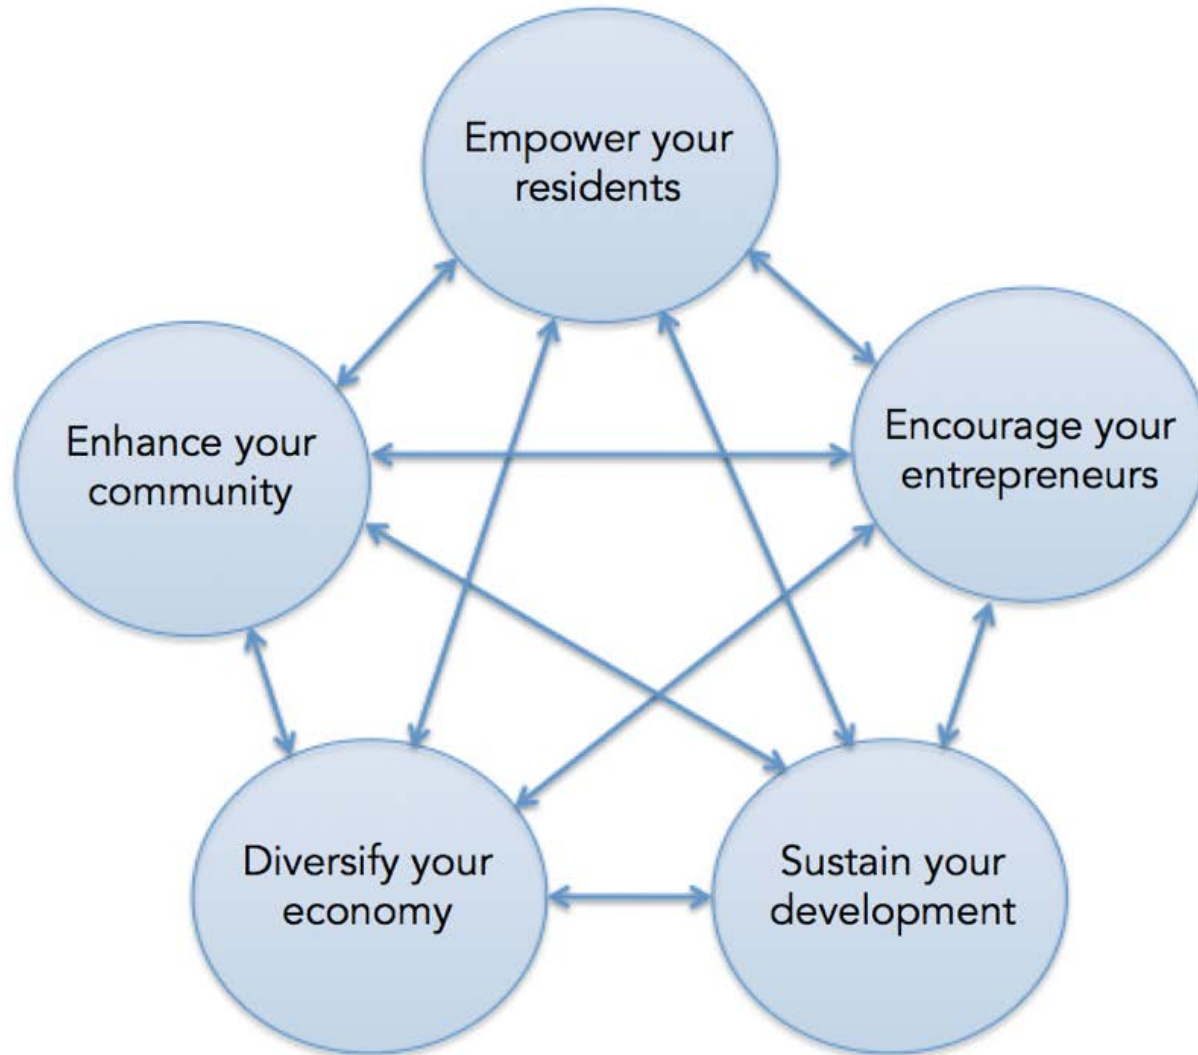 Empower your
residents
Enhance your
community
Encourage your
entrepreneurs
Diversify your
economy
Sustain your
development